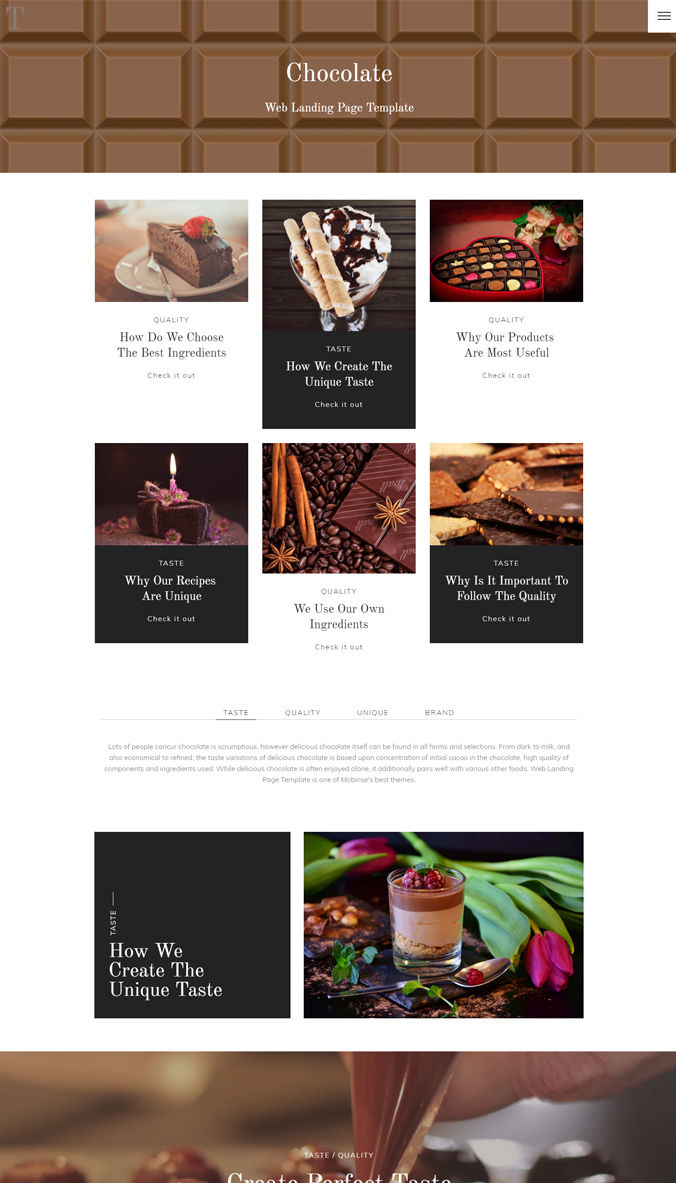 T
Chocolate
Web Landing Page Template
QUALITY
How Do We Choose
The Best Ingredients
Check it out
TASTE
How We Create The
Unique Taste
Check it out
QUALITY
Why Our Products
Are Most Useful
Check it out
TASTE
Why Our Recipes
Are Unique
Check it out
QUALITY
We Use Our Own
Ingredients
Check it out
TASTE
Why Is It Important To
Follow The Quality
Check it out
TASTE QUALITY UNIQUE BRAND
Lots of people concur chocolate is scrumptious, however delicious chocolate itself can be found in all forms and selections. From dark to milk, and
also economical to refined, the taste variations of delicious chocolate is based upon concentration of initial cacao in the chocolate, high quality of
components and ingredients used. While delicious chocolate is often enjoyed alone, it additionally pairs well with various other foods. Web Landing
Page Template is one of Mobirise's best themes.
TASTE
How We
Create The
Unique Taste
TASTE / QUALITY
Create Perfect Taste